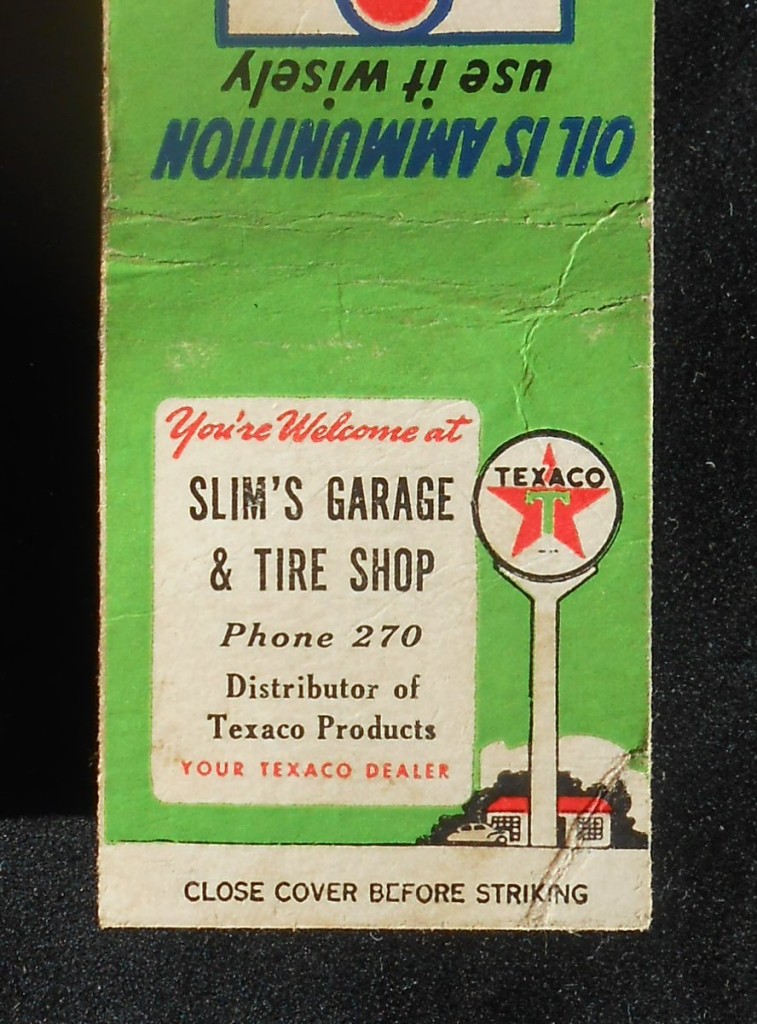 OIL IS AMMUNITION
use it wisely
You're Welcome at
SLIM'S GARAGE
& TIRE SHOP
Phone 270
Distributor of
Texaco Products
YOUR TEXACO DEALER
TEXACO
T
CLOSE COVER BEFORE STRIKING